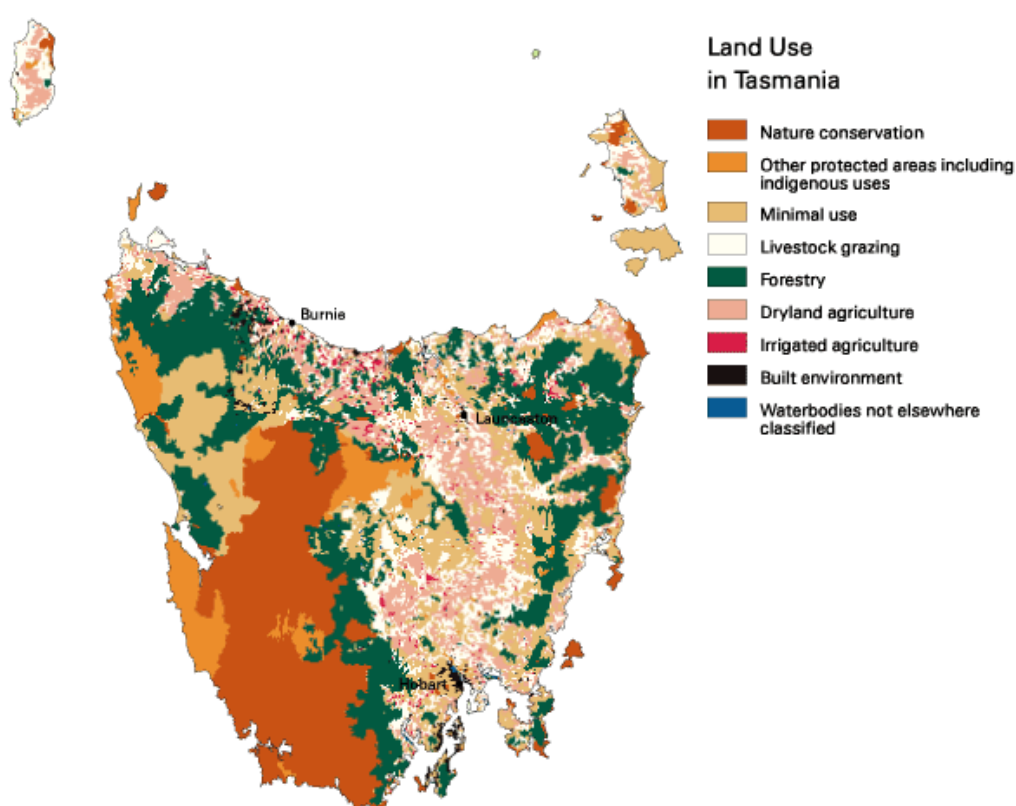 Land Use
in Tasmania
Nature conservation
Other protected areas including
indigenous uses
Minimal use
Livestock grazing
Forestry
Dryland agriculture
Irrigated agriculture
Built environment
Waterbodies not elsewhere
classified
Burnie
Launceston
Hobart